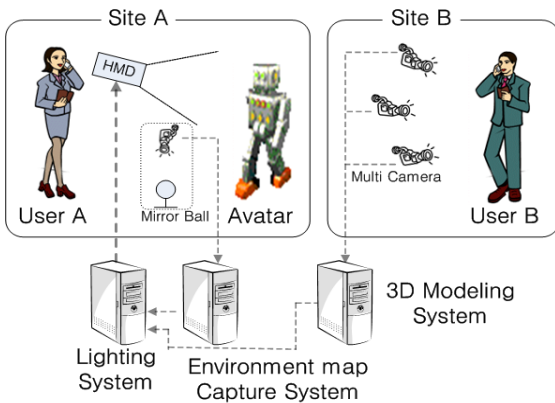 Site A
Site B
HMD
User A
Mirror Ball
Avatar
Multi Camera
User B
3D Modeling
System
Lighting
System
Environment map
Capture System